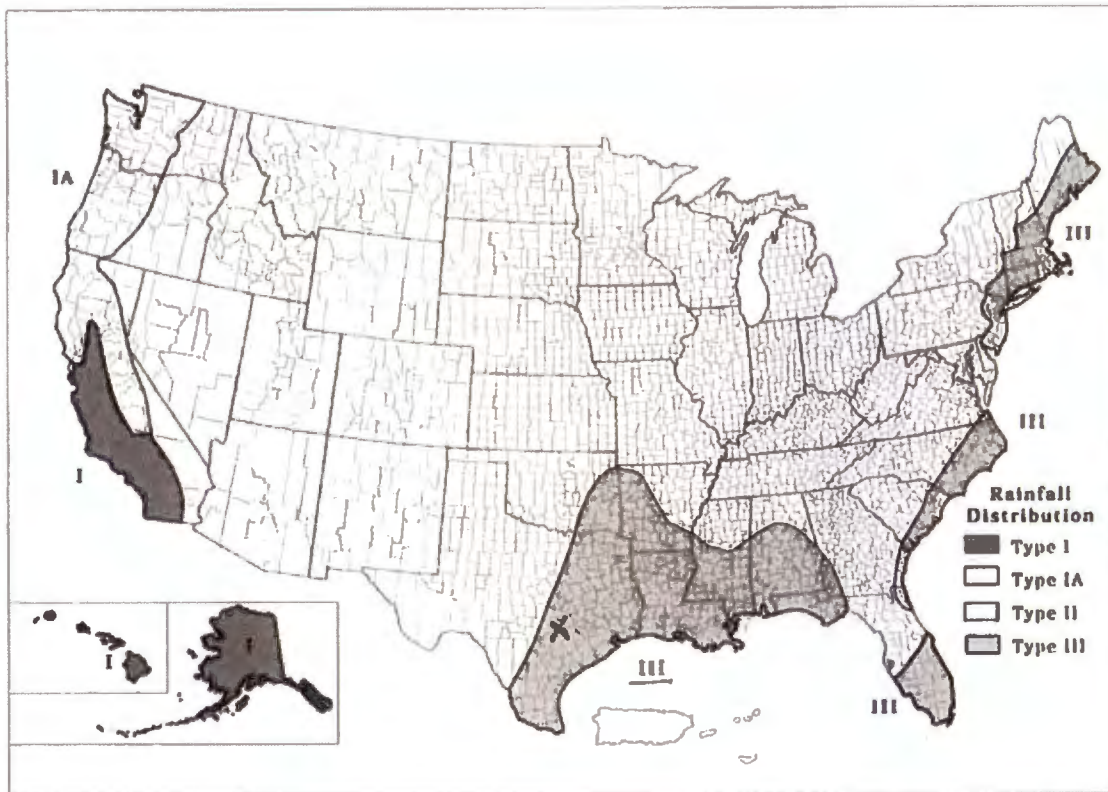 IA
III
I
III
Rainfall
Distribution
Type I
Type IA
Type II
Type III
X
III
III
I
I